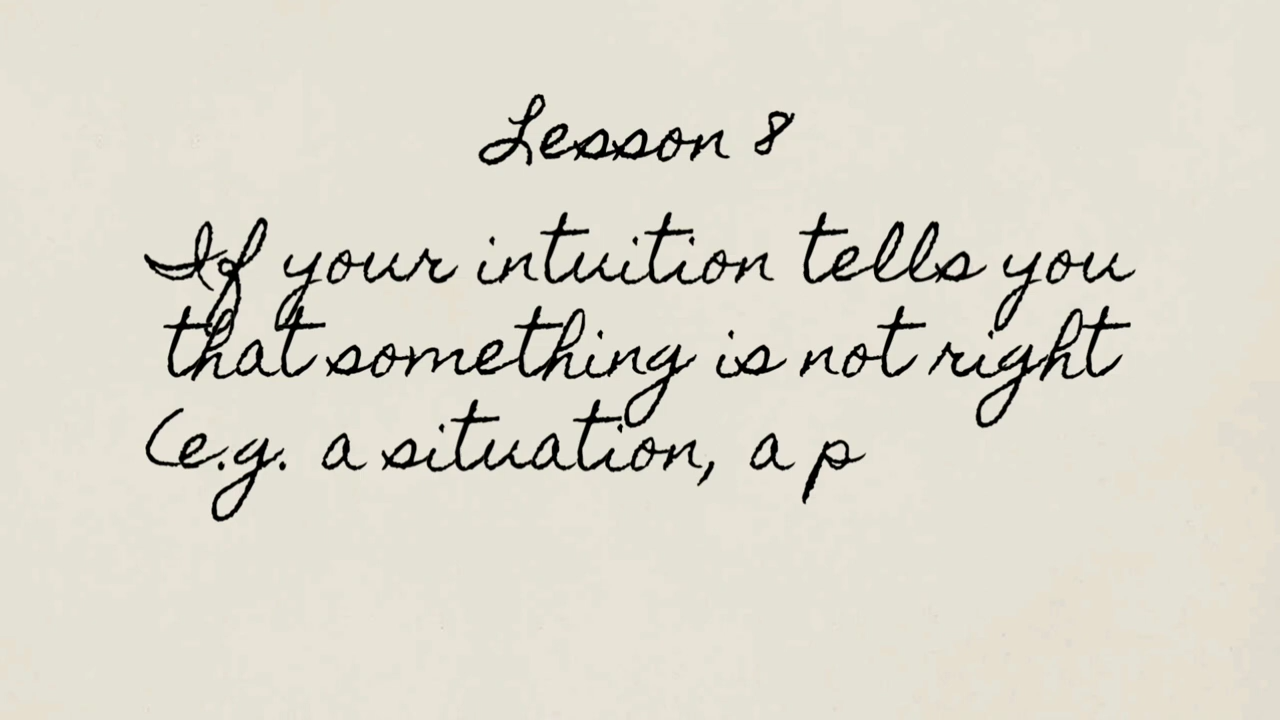 Lesson 8
If your intuition tells you
that something is not right
(e.g. a situation, a p